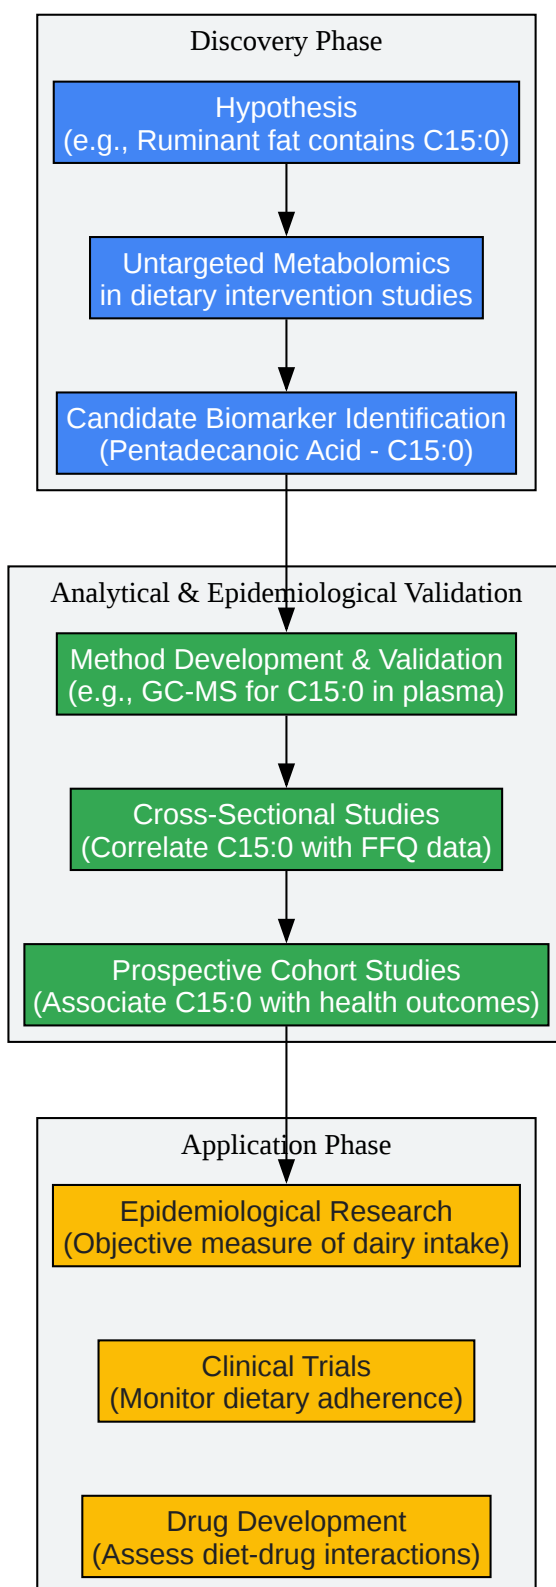 Discovery Phase
Hypothesis
(e.g., Ruminant fat contains C15:0)
Untargeted Metabolomics
in dietary intervention studies
Candidate Biomarker Identification
(Pentadecanoic Acid - C15:0)
Analytical & Epidemiological Validation
Method Development & Validation
(e.g., GC-MS for C15:0 in plasma)
Cross-Sectional Studies
(Correlate C15:0 with FFQ data)
Prospective Cohort Studies
(Associate C15:0 with health outcomes)
Application Phase
Epidemiological Research
(Objective measure of dairy intake)
Clinical Trials
(Monitor dietary adherence)
Drug Development
(Assess diet-drug interactions)